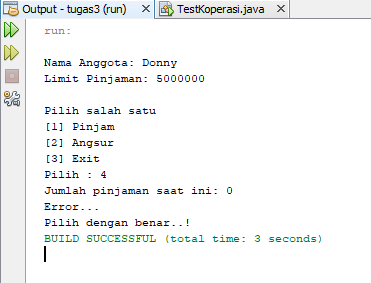 Output - tugas3 (run)
TestKoperasi.java
run:
Nama Anggota: Donny
Limit Pinjaman: 5000000
Pilih salah satu
[1] Pinjam
[2] Angsur
[3] Exit
Pilih : 4
Jumlah pinjaman saat ini: 0
Error...
Pilih dengan benar..!
BUILD SUCCESSFUL (total time: 3 seconds)